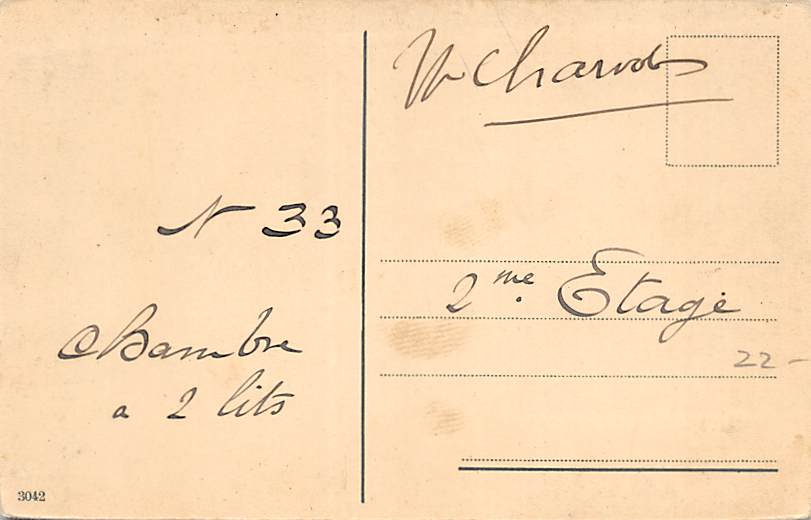 N 33
Chambre
a 2 lits
3042
2me Etage
22 -